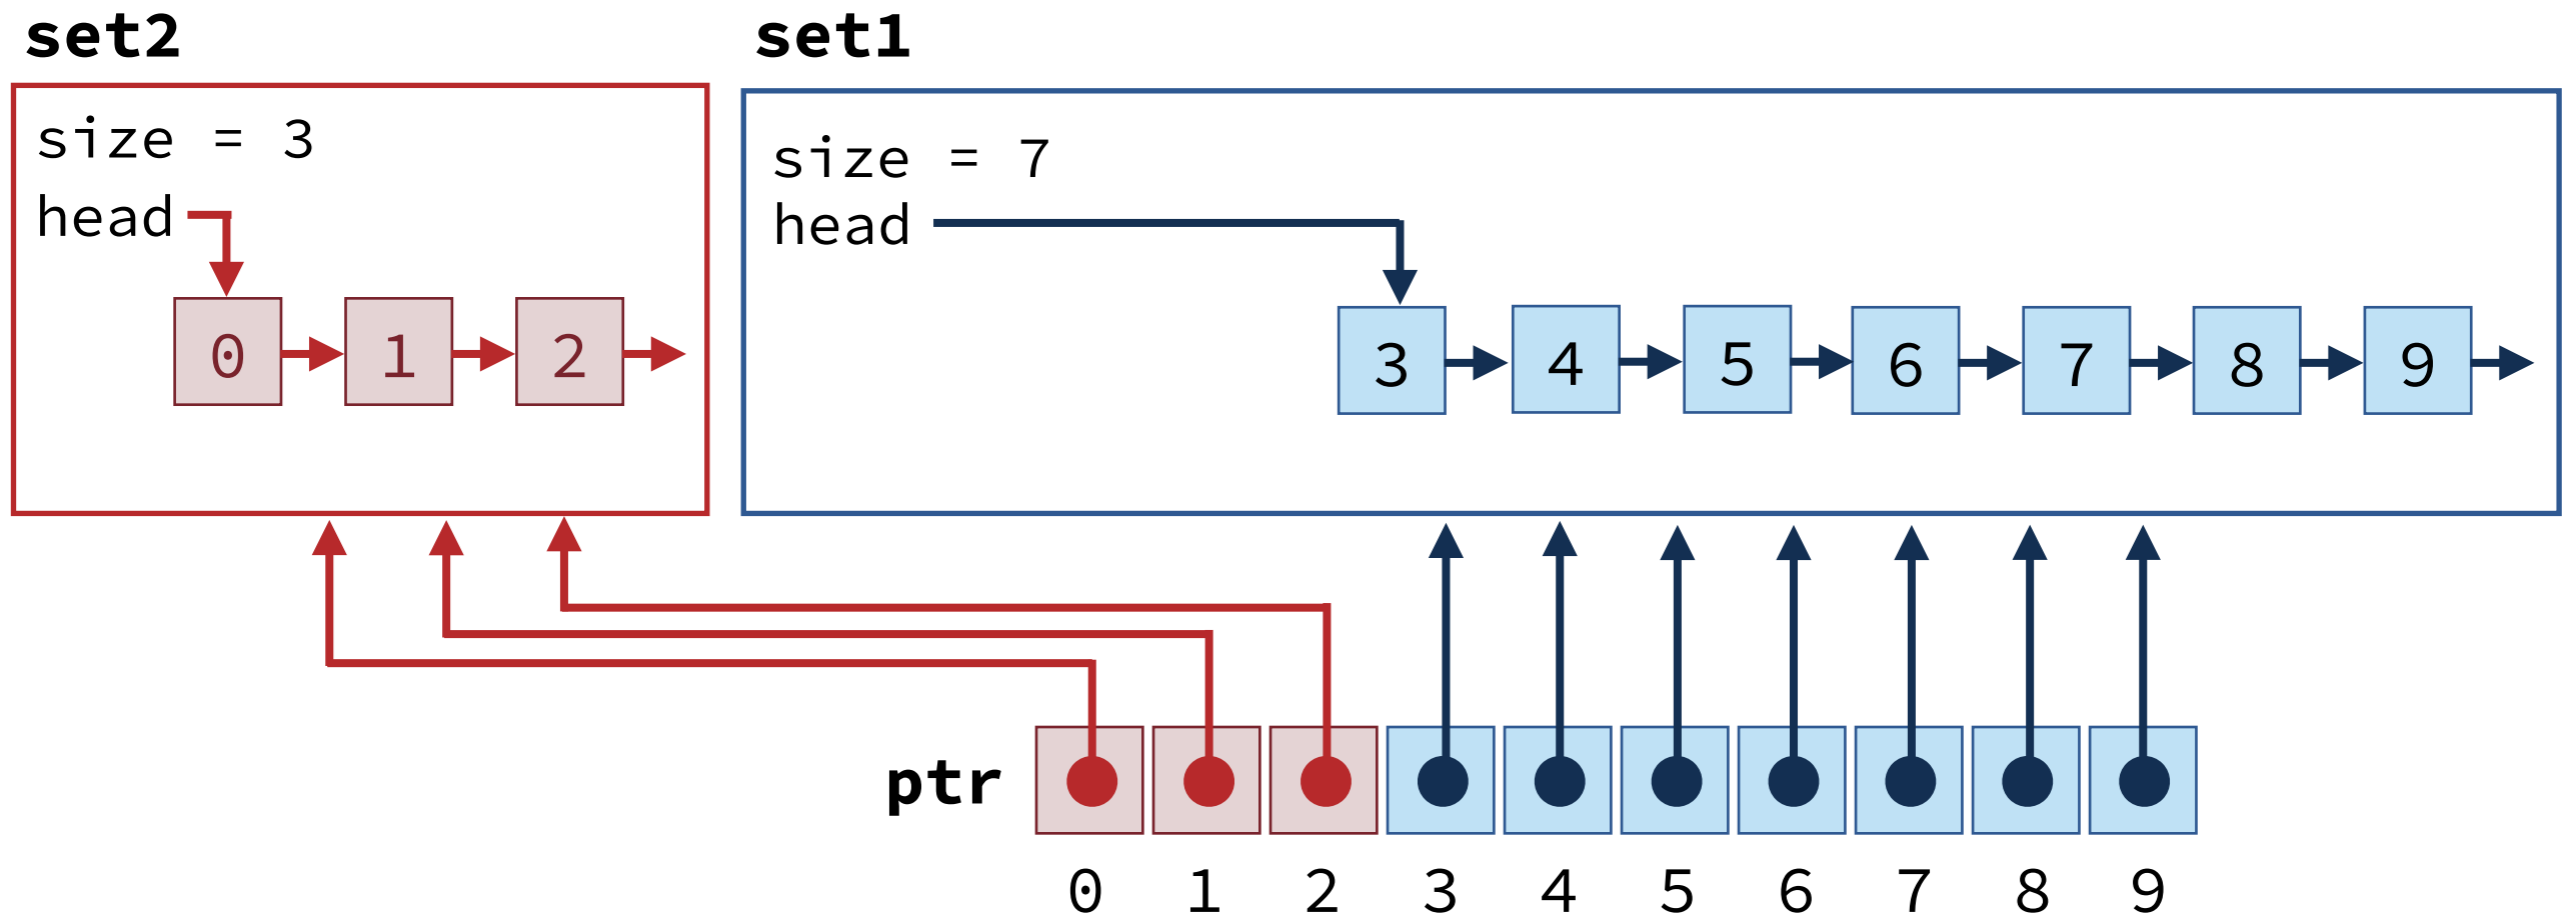 set2
size = 3
head
0 1 2
set1
size = 7
head
3 4 5 6 7 8 9
ptr
0 1 2 3 4 5 6 7 8 9